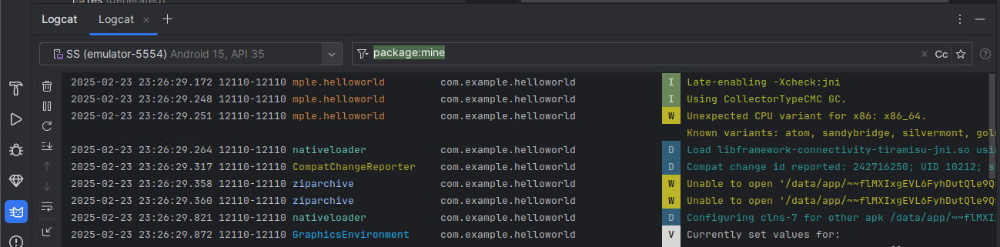 res (generated)
Logcat Logcat
SS (emulator-5554) Android 15, API 35 package:mine Cc
2025-02-23 23:26:29.172 12110-12110 mple.helloworld com.example.helloworld I Late-enabling -Xcheck:jni
2025-02-23 23:26:29.248 12110-12110 mple.helloworld com.example.helloworld I Using CollectorTypeCMC GC.
2025-02-23 23:26:29.251 12110-12110 mple.helloworld com.example.helloworld W Unexpected CPU variant for x86: x86_64.
Known variants: atom, sandybridge, silvermont, gol
2025-02-23 23:26:29.264 12110-12110 nativeloader com.example.helloworld D Load libframework-connectivity-tiramisu-jni.so usi
2025-02-23 23:26:29.317 12110-12110 CompatChangeReporter com.example.helloworld D Compat change id reported: 242716250; UID 10212; st
2025-02-23 23:26:29.358 12110-12110 ziparchive com.example.helloworld W Unable to open '/data/app/~~flMXIxgEVL6FyhDutQle9Q=
2025-02-23 23:26:29.360 12110-12110 ziparchive com.example.helloworld W Unable to open '/data/app/~~flMXIxgEVL6FyhDutQle9Q=
2025-02-23 23:26:29.821 12110-12110 nativeloader com.example.helloworld D Configuring clns-7 for other apk /data/app/~~flMXI
2025-02-23 23:26:29.872 12110-12110 GraphicsEnvironment com.example.helloworld V Currently set values for: